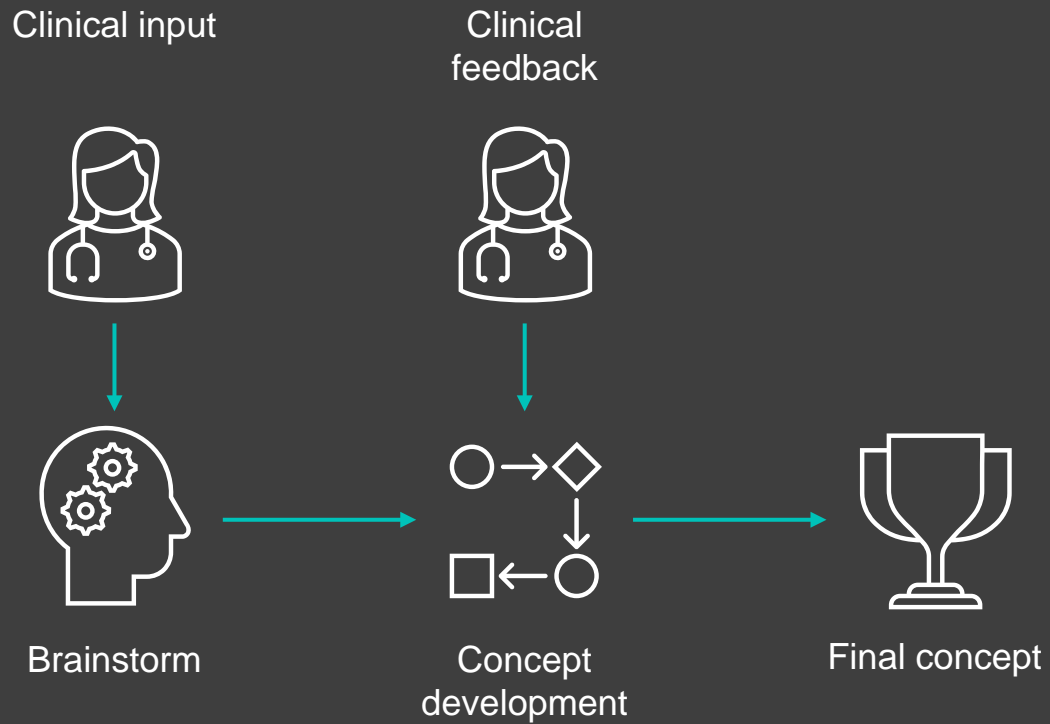 Clinical input
Clinical
feedback
Brainstorm
Concept
development
Final concept